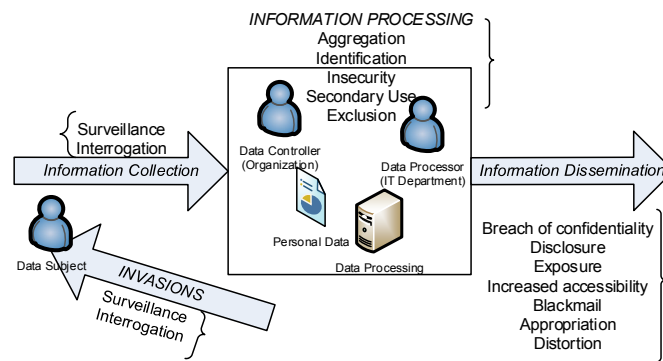 INFORMATION PROCESSING
Aggregation
Identification
Insecurity
Secondary Use
Exclusion
Surveillance
Interrogation
Information Collection
Data Controller
(Organization)
Data Processor
(IT Department)
Personal Data
Data Processing
Information Dissemination
Breach of confidentiality
Disclosure
Exposure
Increased accessibility
Blackmail
Appropriation
Distortion
Data Subject
INVASIONS
Surveillance
Interrogation